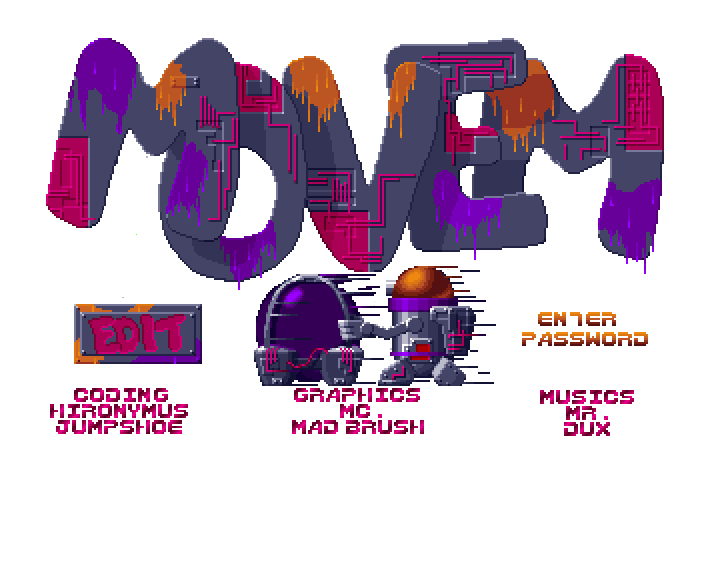 MOVEM
EDIT
ENTER
PASSWORD
CODING
HIRONYMUS
JUMPSHOE
GRAPHICS
MC.
MAD BRUSH
MUSICS
MR.
DUX